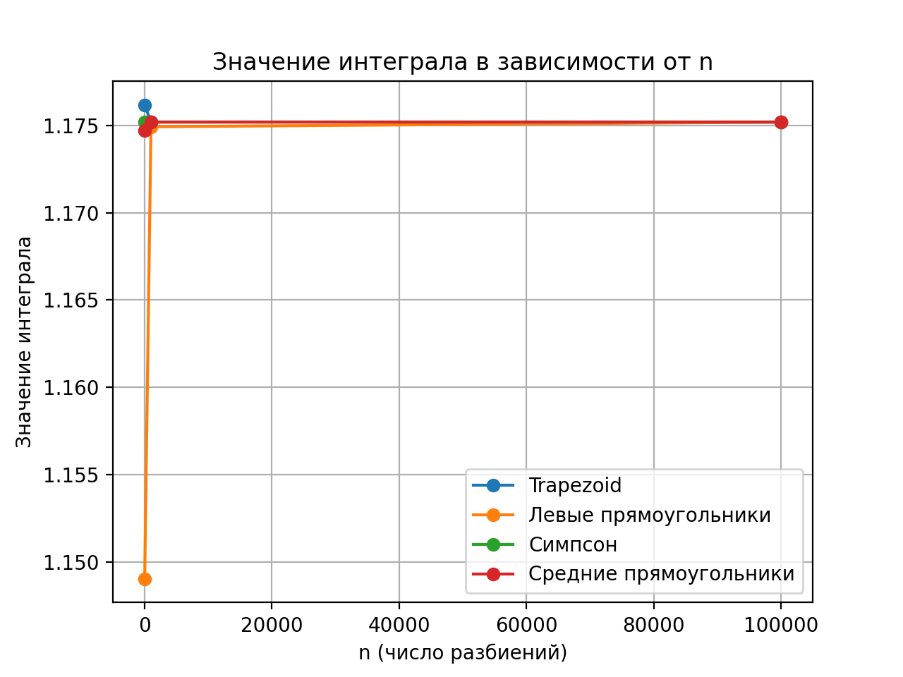 Значение интеграла в зависимости от n
Значение интеграла
1.175
1.170
1.165
1.160
1.155
1.150
Trapezoid
Левые прямоугольники
Симпсон
Средние прямоугольники
0 20000 40000 60000 80000 100000
n (число разбиений)